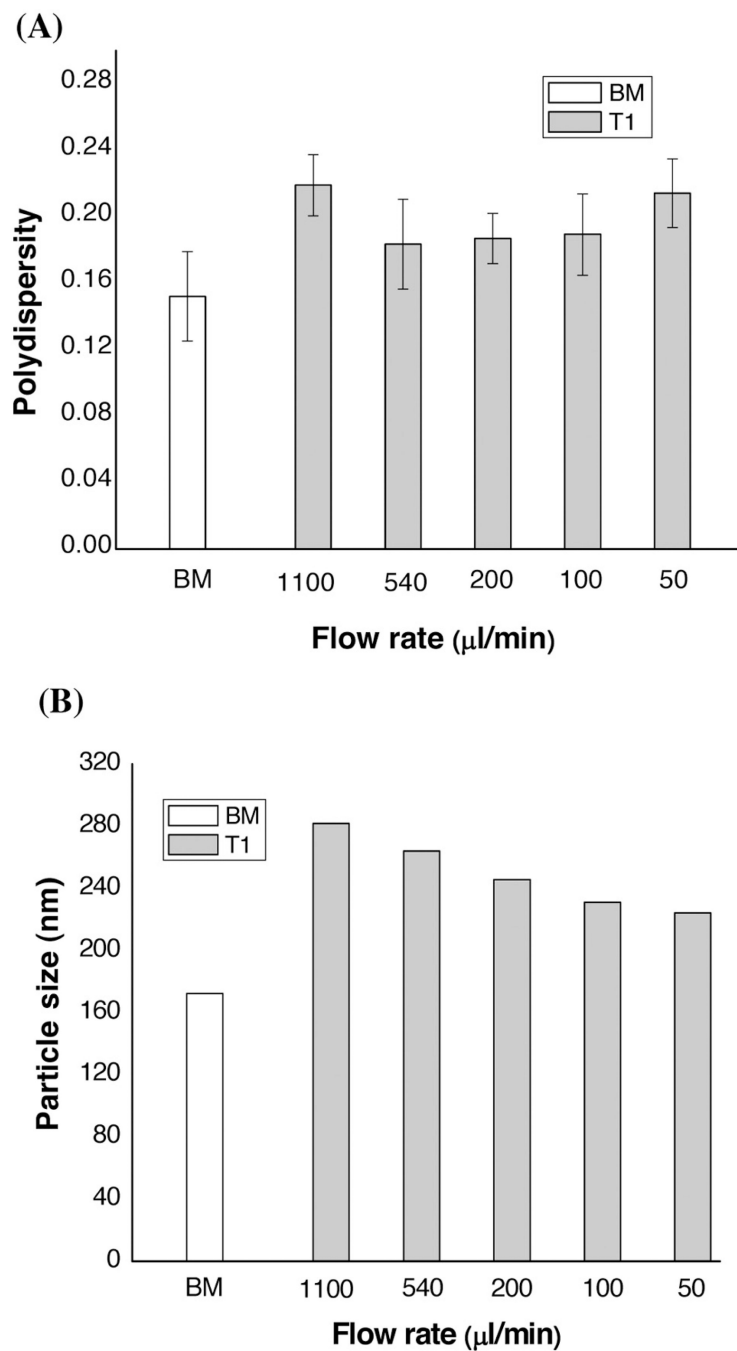 (A)
0.28
0.24
0.20
0.16
0.12
0.08
0.04
0.00
Polydispersity
BM
T1
BM 1100 540 200 100 50
Flow rate (μl/min)
(B)
320
280
240
200
160
120
80
40
0
Particle size (nm)
BM
T1
BM 1100 540 200 100 50
Flow rate (μl/min)